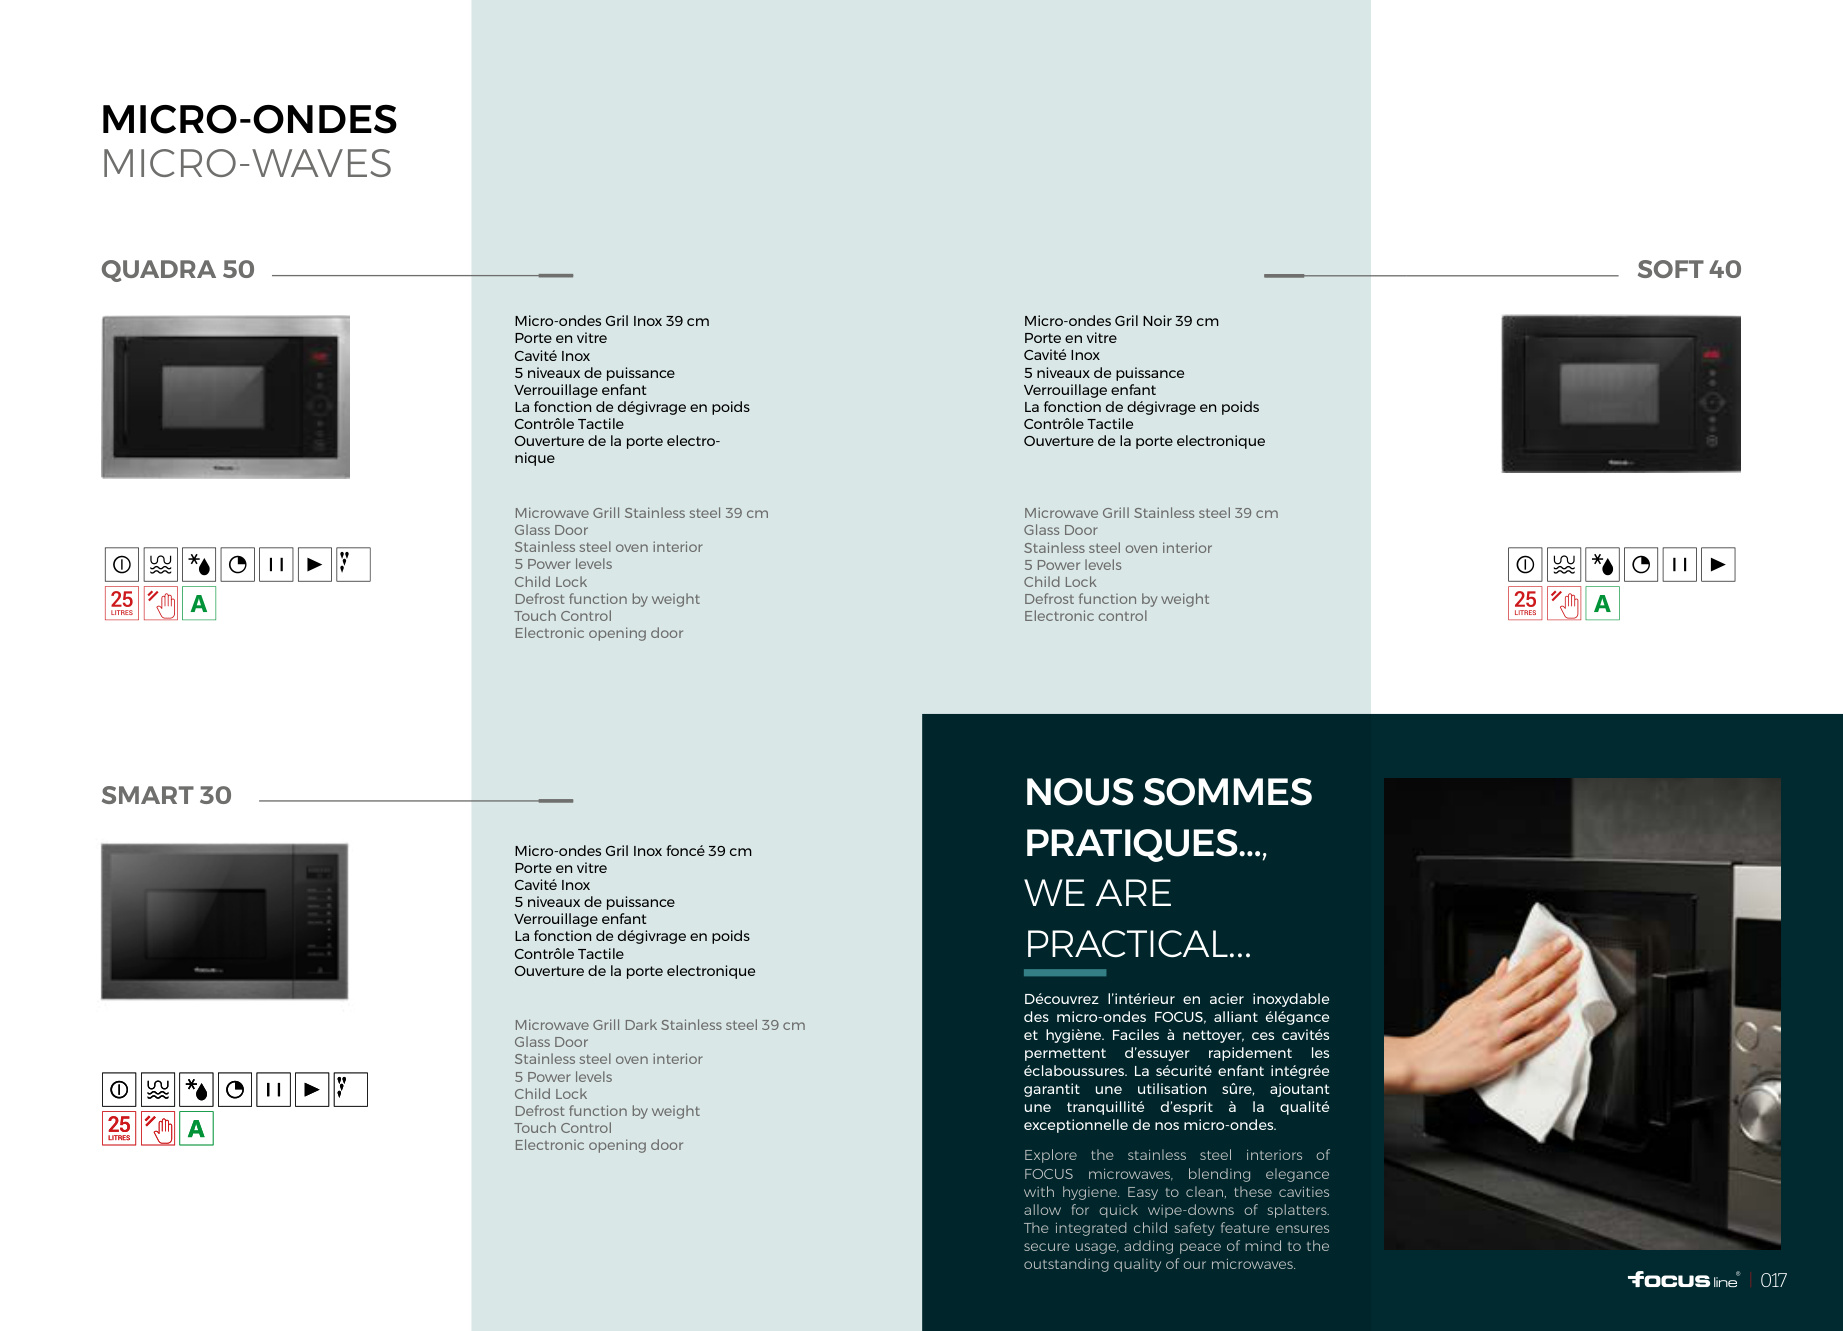 MICRO-ONDES
MICRO-WAVES
QUADRA 50
Micro-ondes Gril Inox 39 cm
Porte en vitre
Cavité Inox
5 niveaux de puissance
Verrouillage enfant
La fonction de dégivrage en poids
Contrôle Tactile
Ouverture de la porte electro-
nique
Microwave Grill Stainless steel 39 cm
Glass Door
Stainless steel oven interior
5 Power levels
Child Lock
Defrost function by weight
Touch Control
Electronic opening door
25
LITRES
A
SOFT 40
Micro-ondes Gril Noir 39 cm
Porte en vitre
Cavité Inox
5 niveaux de puissance
Verrouillage enfant
La fonction de dégivrage en poids
Contrôle Tactile
Ouverture de la porte electronique
Microwave Grill Stainless steel 39 cm
Glass Door
Stainless steel oven interior
5 Power levels
Child Lock
Defrost function by weight
Electronic control
25
LITRES
A
SMART 30
Micro-ondes Gril Inox foncé 39 cm
Porte en vitre
Cavité Inox
5 niveaux de puissance
Verrouillage enfant
La fonction de dégivrage en poids
Contrôle Tactile
Ouverture de la porte electronique
Microwave Grill Dark Stainless steel 39 cm
Glass Door
Stainless steel oven interior
5 Power levels
Child Lock
Defrost function by weight
Touch Control
Electronic opening door
25
LITRES
A
NOUS SOMMES
PRATIQUES...,
WE ARE
PRACTICAL...
Découvrez l'intérieur en acier inoxydable
des micro-ondes FOCUS, alliant élégance
et hygiène. Faciles à nettoyer, ces cavités
permettent d'essuyer rapidement les
éclaboussures. La sécurité enfant intégrée
garantit une utilisation sûre, ajoutant
une tranquillité d'esprit à la qualité
exceptionnelle de nos micro-ondes.
Explore the stainless steel interiors of
FOCUS microwaves, blending elegance
with hygiene. Easy to clean, these cavities
allow for quick wipe-downs of splatters.
The integrated child safety feature ensures
secure usage, adding peace of mind to the
outstanding quality of our microwaves.
focus line® | 017